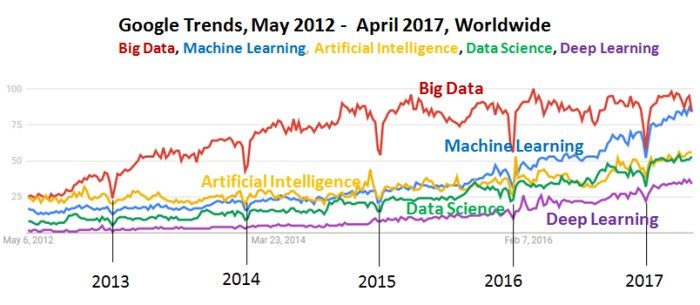 Google Trends, May 2012 - April 2017, Worldwide
Big Data, Machine Learning, Artificial Intelligence, Data Science, Deep Learning
100
Big Data
75
Machine Learning
50
Artificial Intelligence
25
Data Science
Deep Learning
May 6, 2012
Mar 23, 2014
Feb 7, 2016
2013
2014
2015
2016
2017